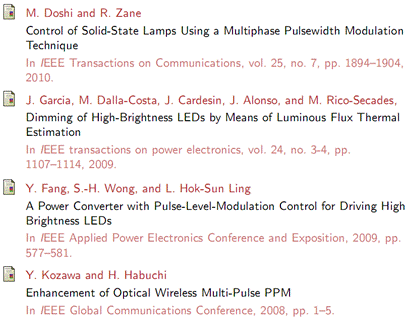 M. Doshi and R. Zane
Control of Solid-State Lamps Using a Multiphase Pulsewidth Modulation
Technique
In IEEE Transactions on Communications, vol. 25, no. 7, pp. 1894–1904,
2010.
J. Garcia, M. Dalla-Costa, J. Cardesin, J. Alonso, and M. Rico-Secades,
Dimming of High-Brightness LEDs by Means of Luminous Flux Thermal
Estimation
In IEEE transactions on power electronics, vol. 24, no. 3-4, pp.
1107–1114, 2009.
Y. Fang, S.-H. Wong, and L. Hok-Sun Ling
A Power Converter with Pulse-Level-Modulation Control for Driving High
Brightness LEDs
In IEEE Applied Power Electronics Conference and Exposition, 2009, pp.
577–581.
Y. Kozawa and H. Habuchi
Enhancement of Optical Wireless Multi-Pulse PPM
In IEEE Global Communications Conference, 2008, pp. 1–5.